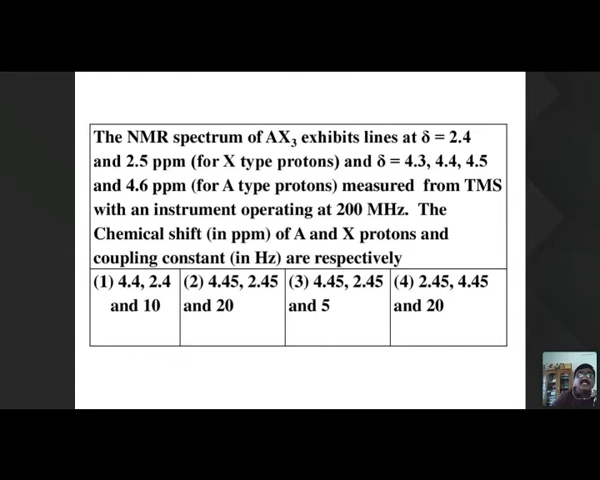 The NMR spectrum of AX3 exhibits lines at δ = 2.4
and 2.5 ppm (for X type protons) and δ = 4.3, 4.4, 4.5
and 4.6 ppm (for A type protons) measured from TMS
with an instrument operating at 200 MHz. The
Chemical shift (in ppm) of A and X protons and
coupling constant (in Hz) are respectively
(1) 4.4, 2.4 and 10
(2) 4.45, 2.45 and 20
(3) 4.45, 2.45 and 5
(4) 2.45, 4.45 and 20